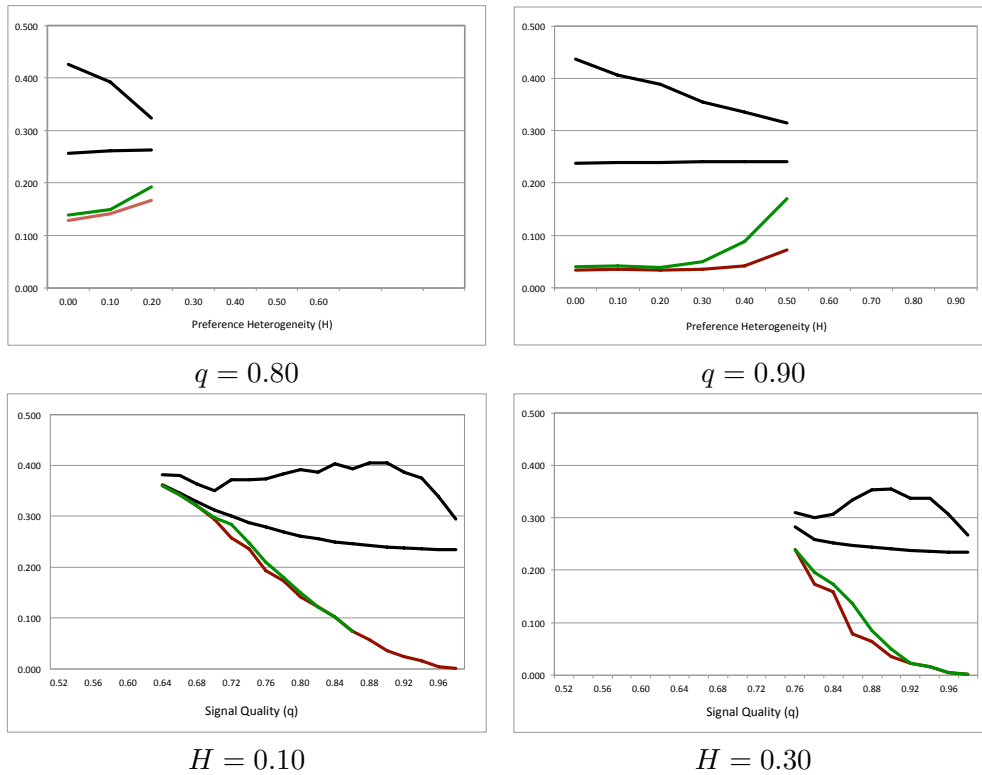 0.500
0.400
0.300
0.200
0.100
0.000
0.00 0.10 0.20 0.30 0.40 0.50 0.60
Preference Heterogeneity (H)
q = 0.80
0.500
0.400
0.300
0.200
0.100
0.000
0.00 0.10 0.20 0.30 0.40 0.50 0.60 0.70 0.80 0.90
Preference Heterogeneity (H)
q = 0.90
0.500
0.400
0.300
0.200
0.100
0.000
0.52 0.56 0.60 0.64 0.68 0.72 0.76 0.80 0.84 0.88 0.92 0.96
Signal Quality (q)
H = 0.10
0.500
0.400
0.300
0.200
0.100
0.000
0.52 0.56 0.60 0.64 0.68 0.72 0.76 0.84 0.88 0.92 0.96
Signal Quality (q)
H = 0.30